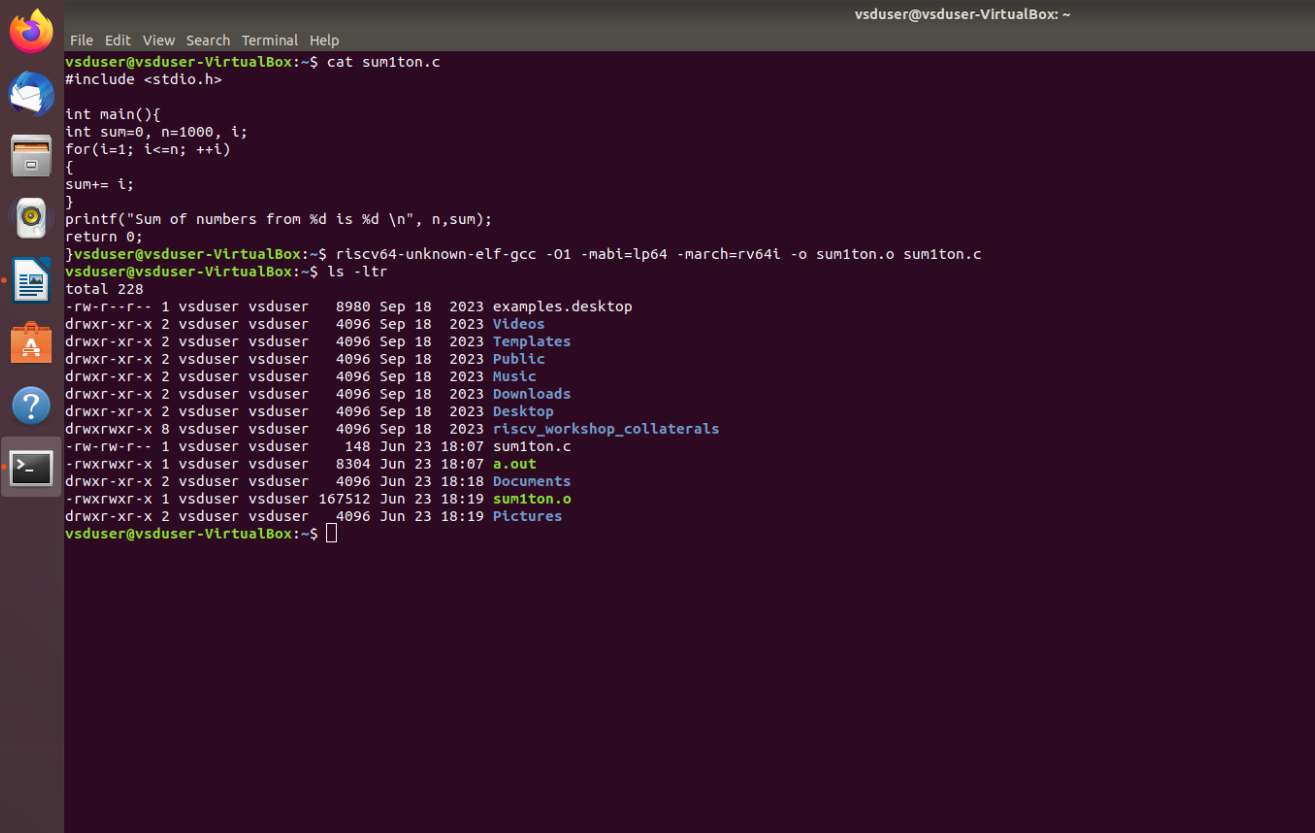 vsduser@vsduser-VirtualBox: ~
File Edit View Search Terminal Help
vsduser@vsduser-VirtualBox:~$ cat sum1ton.c
#include <stdio.h>

int main(){
int sum=0, n=1000, i;
for(i=1; i<=n; ++i)
{
sum+= i;
}
printf("Sum of numbers from %d is %d \n", n,sum);
return 0;
}vsduser@vsduser-VirtualBox:~$ riscv64-unknown-elf-gcc -O1 -mabi=lp64 -march=rv64i -o sum1ton.o sum1ton.c
vsduser@vsduser-VirtualBox:~$ ls -ltr
total 228
-rw-r--r-- 1 vsduser vsduser   8980 Sep 18  2023 examples.desktop
drwxr-xr-x 2 vsduser vsduser   4096 Sep 18  2023 Videos
drwxr-xr-x 2 vsduser vsduser   4096 Sep 18  2023 Templates
drwxr-xr-x 2 vsduser vsduser   4096 Sep 18  2023 Public
drwxr-xr-x 2 vsduser vsduser   4096 Sep 18  2023 Music
drwxr-xr-x 2 vsduser vsduser   4096 Sep 18  2023 Downloads
drwxr-xr-x 2 vsduser vsduser   4096 Sep 18  2023 Desktop
drwxrwxr-x 8 vsduser vsduser   4096 Sep 18  2023 riscv_workshop_collaterals
-rw-rw-r-- 1 vsduser vsduser    148 Jun 23 18:07 sum1ton.c
-rwxrwxr-x 1 vsduser vsduser   8304 Jun 23 18:07 a.out
drwxr-xr-x 2 vsduser vsduser   4096 Jun 23 18:18 Documents
-rwxrwxr-x 1 vsduser vsduser 167512 Jun 23 18:19 sum1ton.o
drwxr-xr-x 2 vsduser vsduser   4096 Jun 23 18:19 Pictures
vsduser@vsduser-VirtualBox:~$